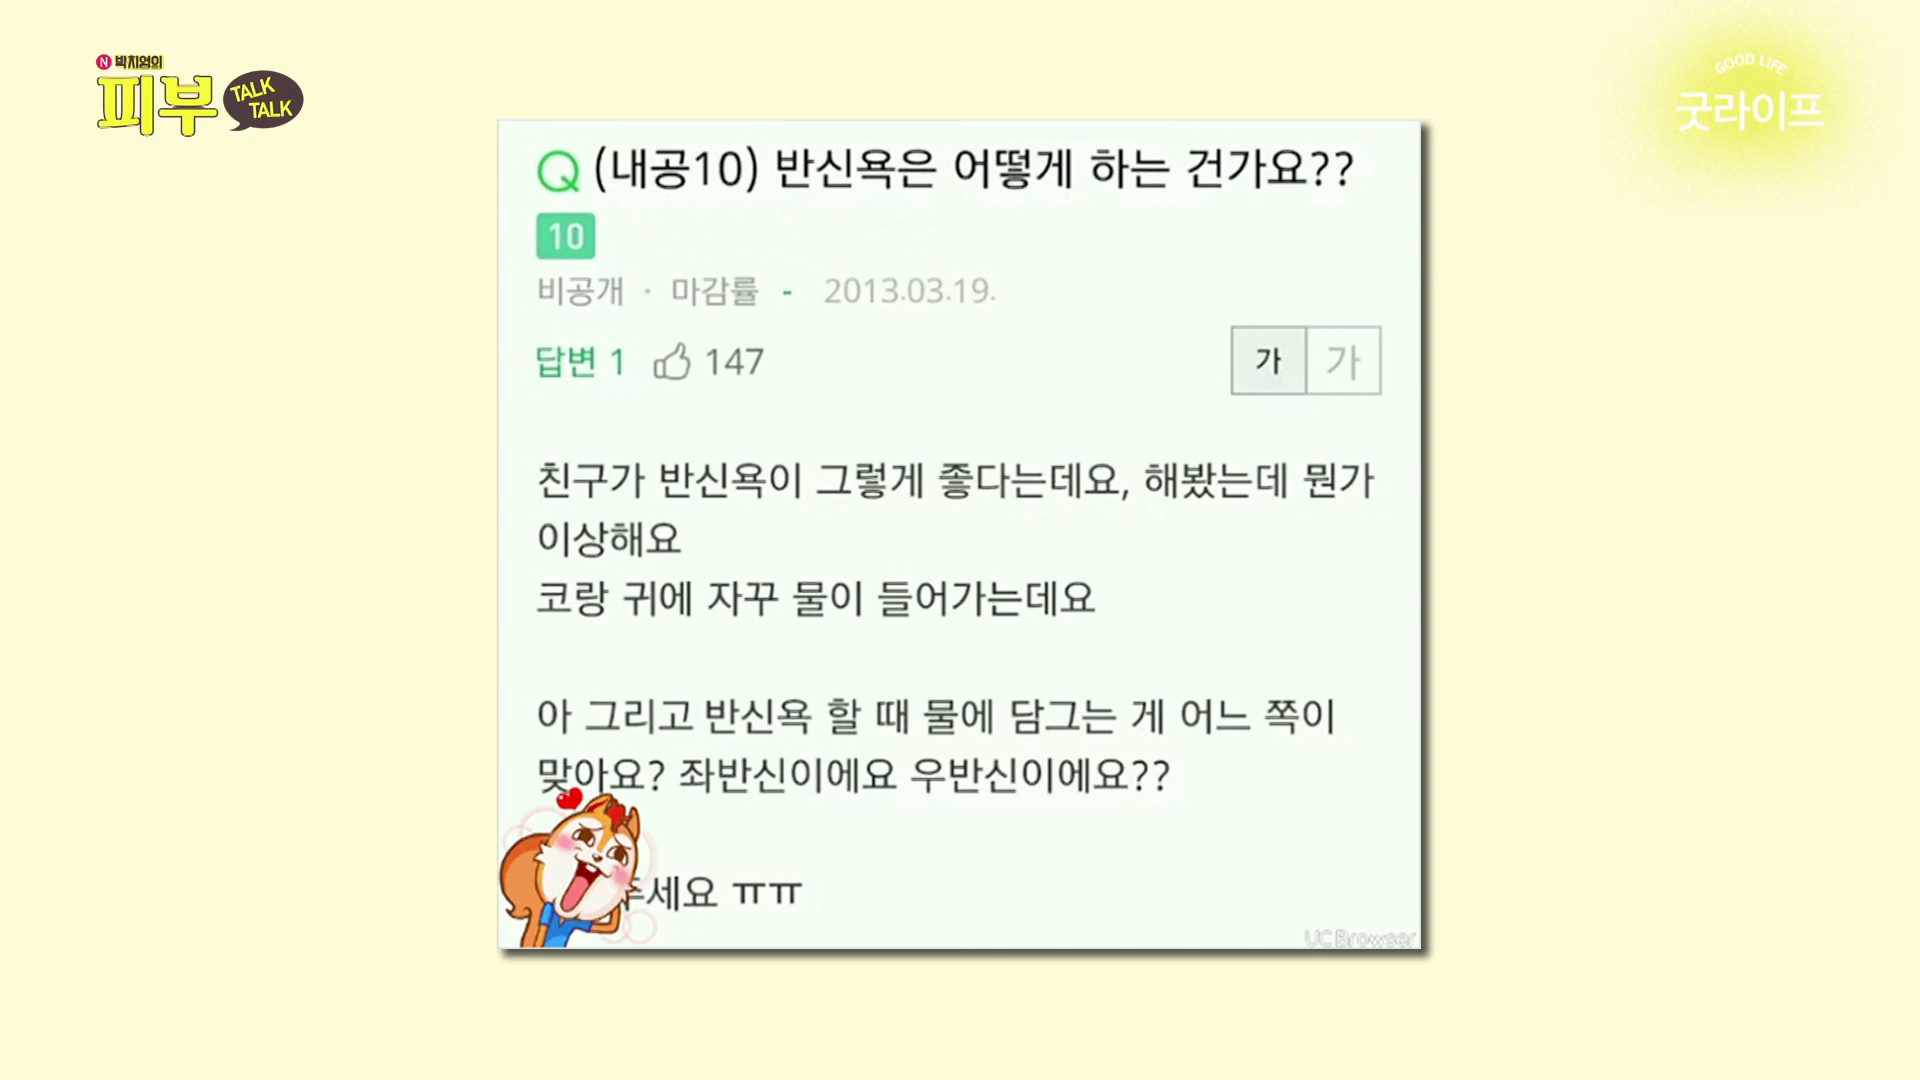 N 박치영의
피부
TALK
TALK
GOOD LIFE
굿라이프
Q (내공10) 반신욕은 어떻게 하는 건가요??
10
비공개 · 마감률 - 2013.03.19.
답변 1 147
가 가
친구가 반신욕이 그렇게 좋다는데요, 해봤는데 뭔가
이상해요
코랑 귀에 자꾸 물이 들어가는데요
아 그리고 반신욕 할 때 물에 담그는 게 어느 쪽이
맞아요? 좌반신이에요 우반신이에요??
주세요 ㅠㅠ
UC Browser